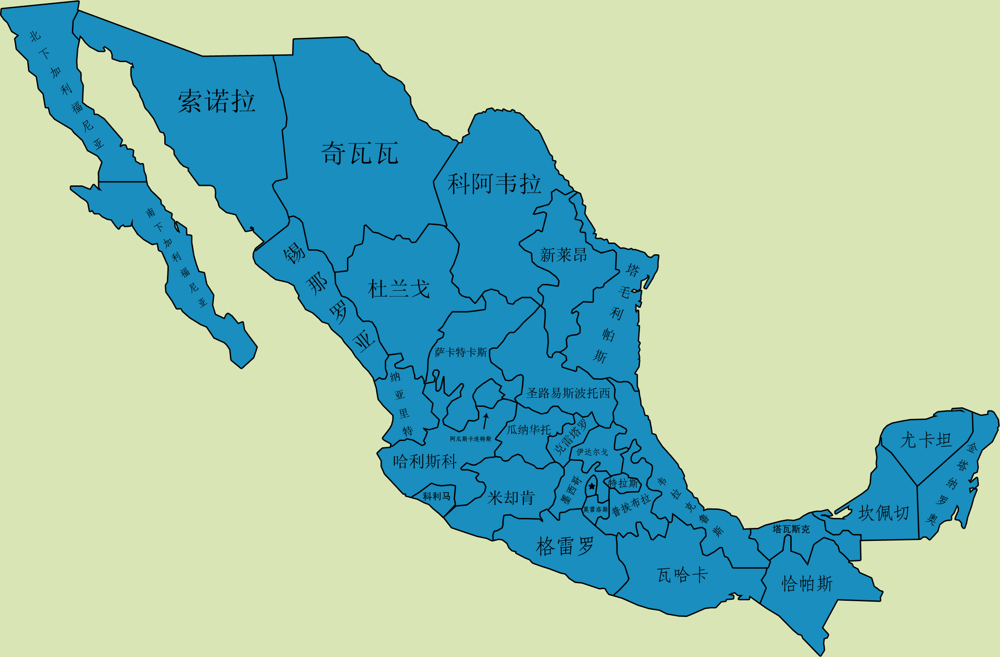 北下加利福尼亚
索诺拉
奇瓦瓦
科阿韦拉
南下加利福尼亚
新莱昂
锡那罗亚
塔毛利帕斯
杜兰戈
萨卡特卡斯
纳亚里特
圣路易斯波托西
瓜纳华托
克雷塔罗
阿瓜斯卡连特斯
伊达尔戈
哈利斯科
尤卡坦
金塔纳罗奥
墨西哥
特拉斯
韦拉克鲁斯
科利马
米却肯
莫雷洛斯
普埃布拉
坎佩切
塔瓦斯克
格雷罗
瓦哈卡
恰帕斯